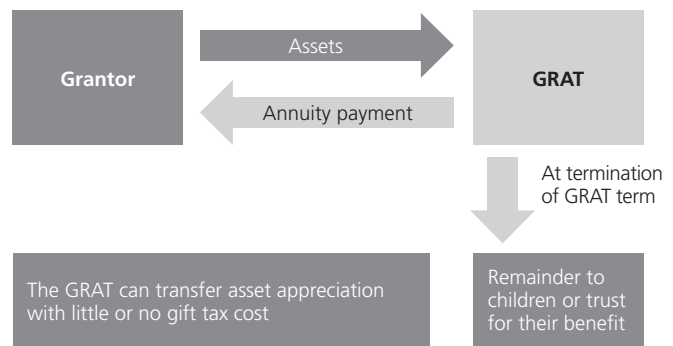 Grantor
Assets
GRAT
Annuity payment
At termination
of GRAT term
The GRAT can transfer asset appreciation
with little or no gift tax cost
Remainder to
children or trust
for their benefit